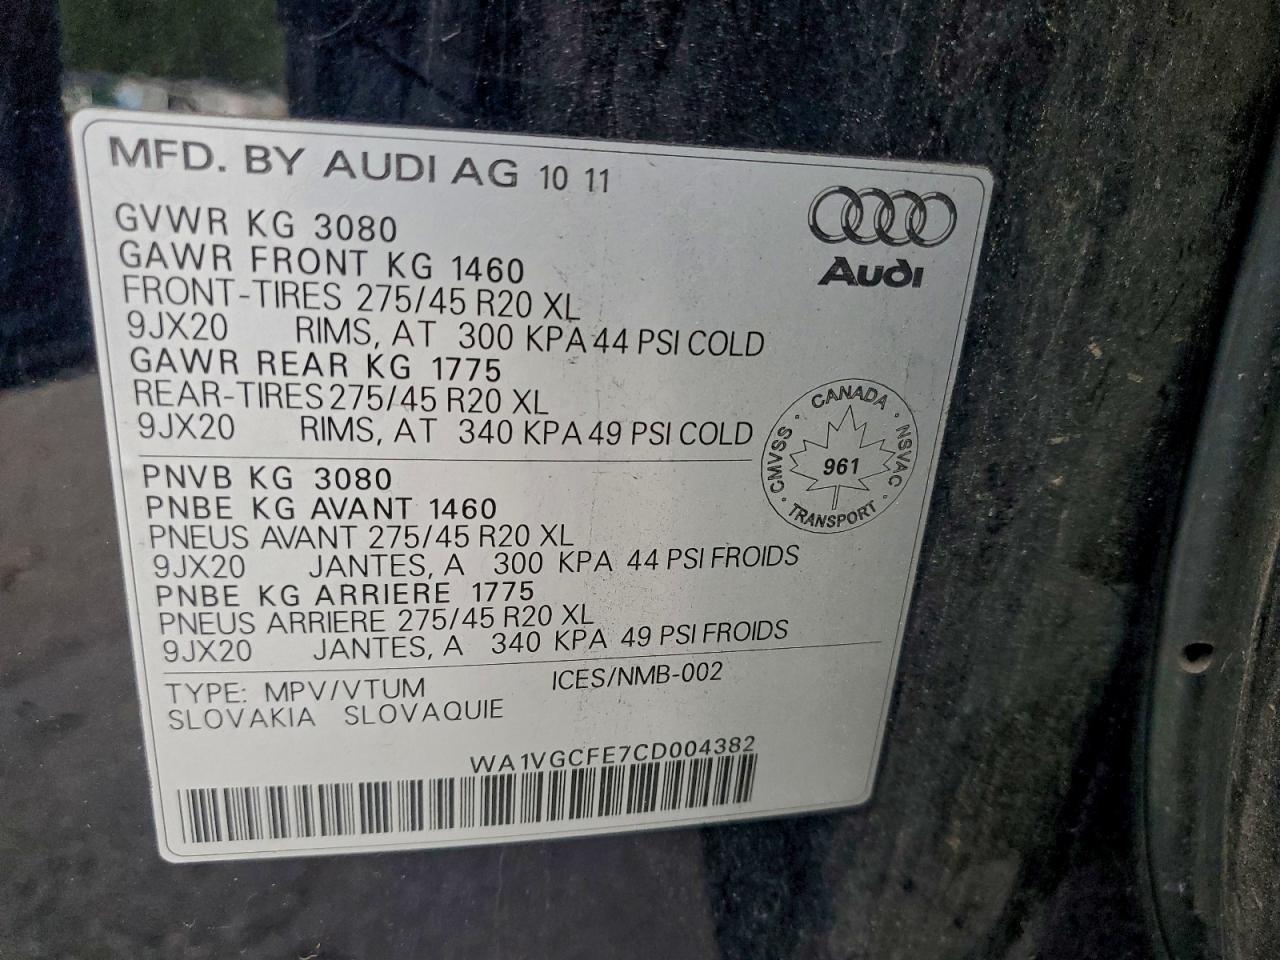 MFD. BY AUDI AG 10 11
Audi
GVWR KG 3080
GAWR FRONT KG 1460
FRONT-TIRES 275/45 R20 XL
9JX20 RIMS, AT 300 KPA 44 PSI COLD
GAWR REAR KG 1775
REAR-TIRES 275/45 R20 XL
9JX20 RIMS, AT 340 KPA 49 PSI COLD
CANADA
CMVSS
NSVAC
961
TRANSPORT
PNVB KG 3080
PNBE KG AVANT 1460
PNEUS AVANT 275/45 R20 XL
9JX20 JANTES, A 300 KPA 44 PSI FROIDS
PNBE KG ARRIERE 1775
PNEUS ARRIERE 275/45 R20 XL
9JX20 JANTES, A 340 KPA 49 PSI FROIDS
TYPE: MPV/VTUM ICES/NMB-002
SLOVAKIA SLOVAQUIE
WA1VGCFE7CD004382